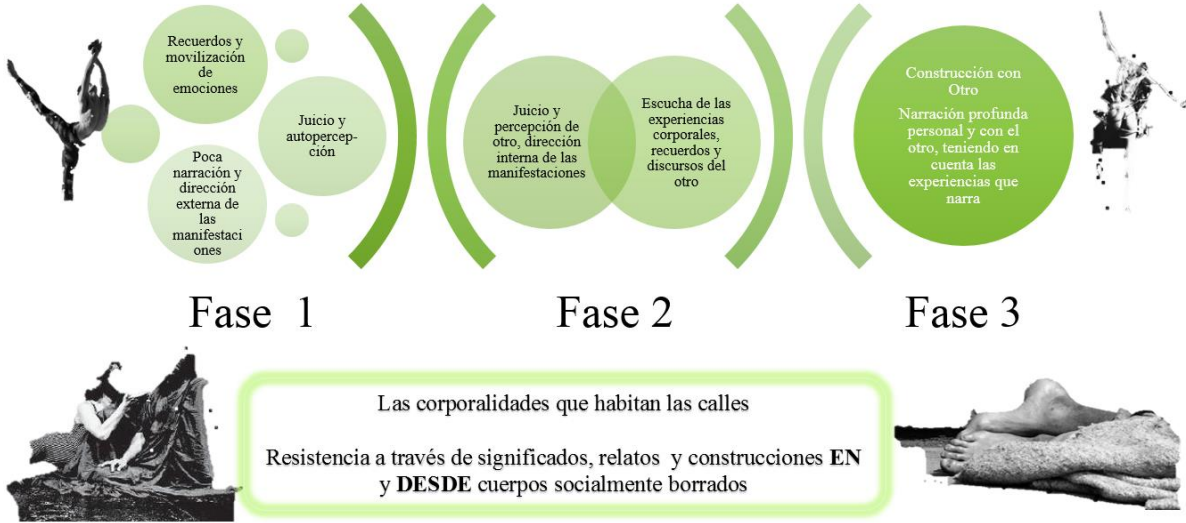 Recuerdos y
movilización
de
emociones
Juicio y
autopercep-
ción
Poca
narración y
dirección
externa de
las
manifestaci
ones
Juicio y
percepción de
otro, dirección
interna de las
manifestaciones
Escucha de las
experiencias
corporales,
recuerdos y
discursos del
otro
Construcción con
Otro
Narración profunda
personal y con el
otro, teniendo en
cuenta las
experiencias que
narra
Fase 1
Fase 2
Fase 3
Las corporalidades que habitan las calles
Resistencia a través de significados, relatos y construcciones EN
y DESDE cuerpos socialmente borrados